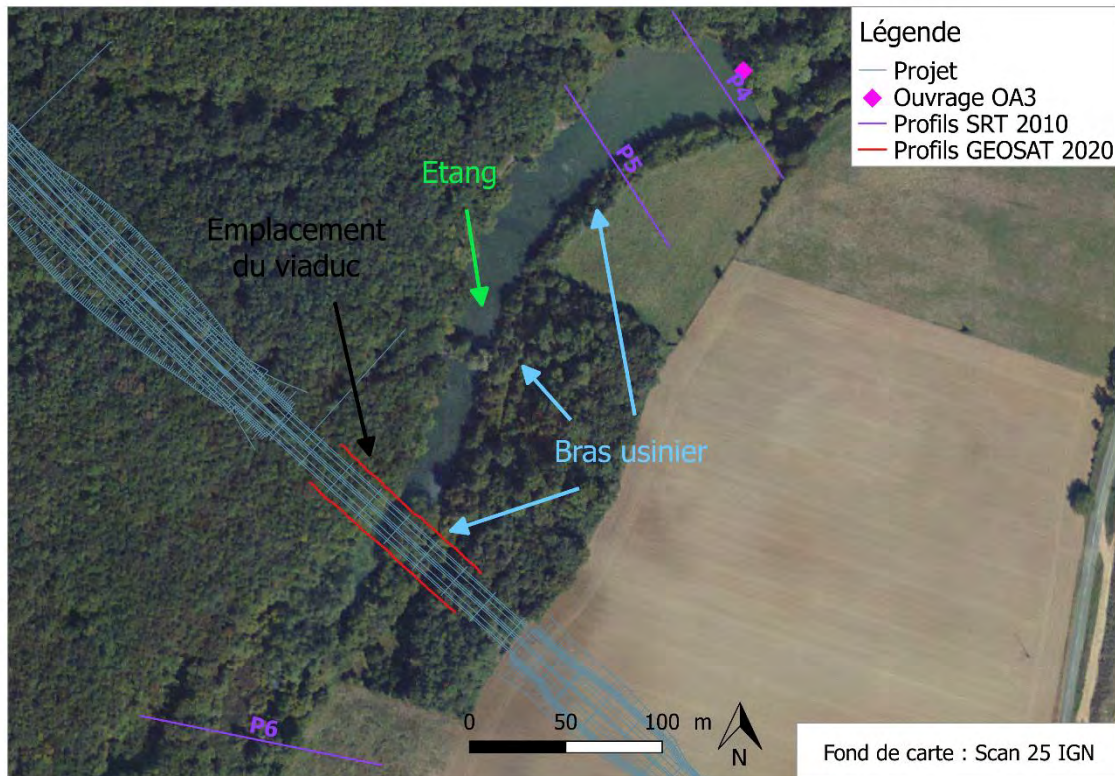 Légende
Projet
Ouvrage OA3
Profils SRT 2010
Profils GEOSAT 2020
P4
P5
Etang
Emplacement
du viaduc
Bras usinier
P6
0 50 100 m
N
Fond de carte : Scan 25 IGN